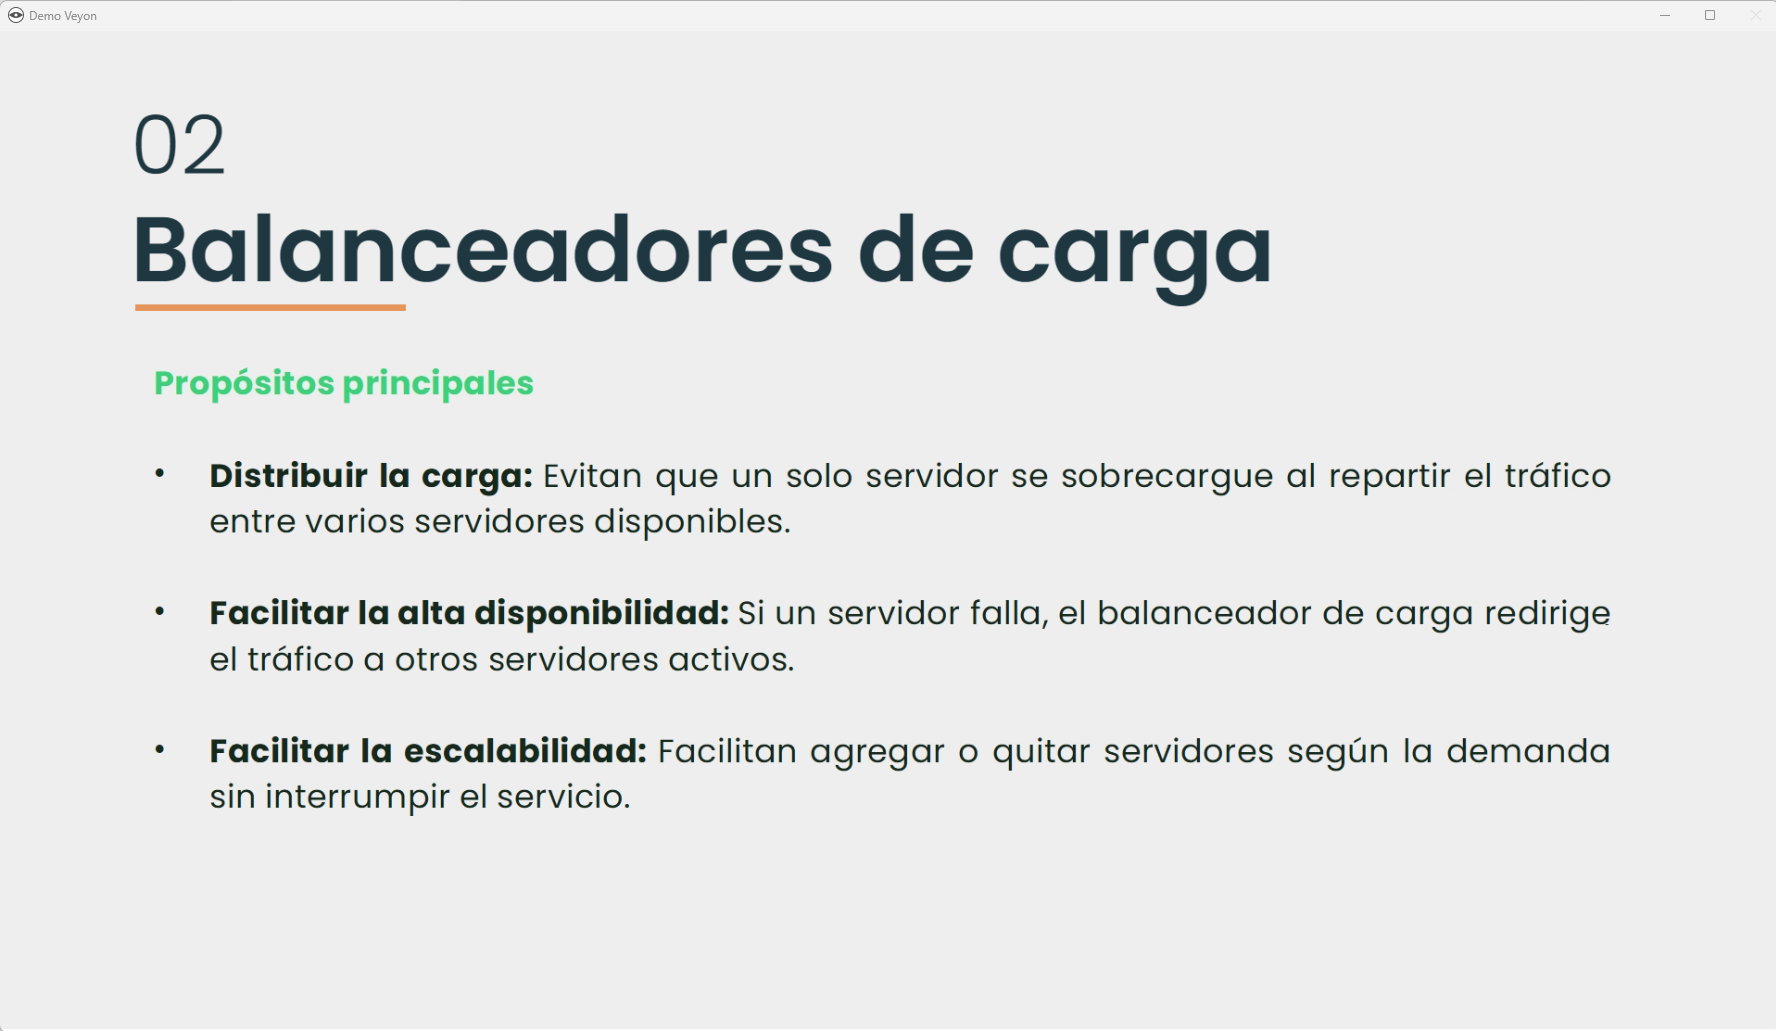 Demo Veyon
02
Balanceadores de carga
Propósitos principales
• Distribuir la carga: Evitan que un solo servidor se sobrecargue al repartir el tráfico
entre varios servidores disponibles.
• Facilitar la alta disponibilidad: Si un servidor falla, el balanceador de carga redirige
el tráfico a otros servidores activos.
• Facilitar la escalabilidad: Facilitan agregar o quitar servidores según la demanda
sin interrumpir el servicio.